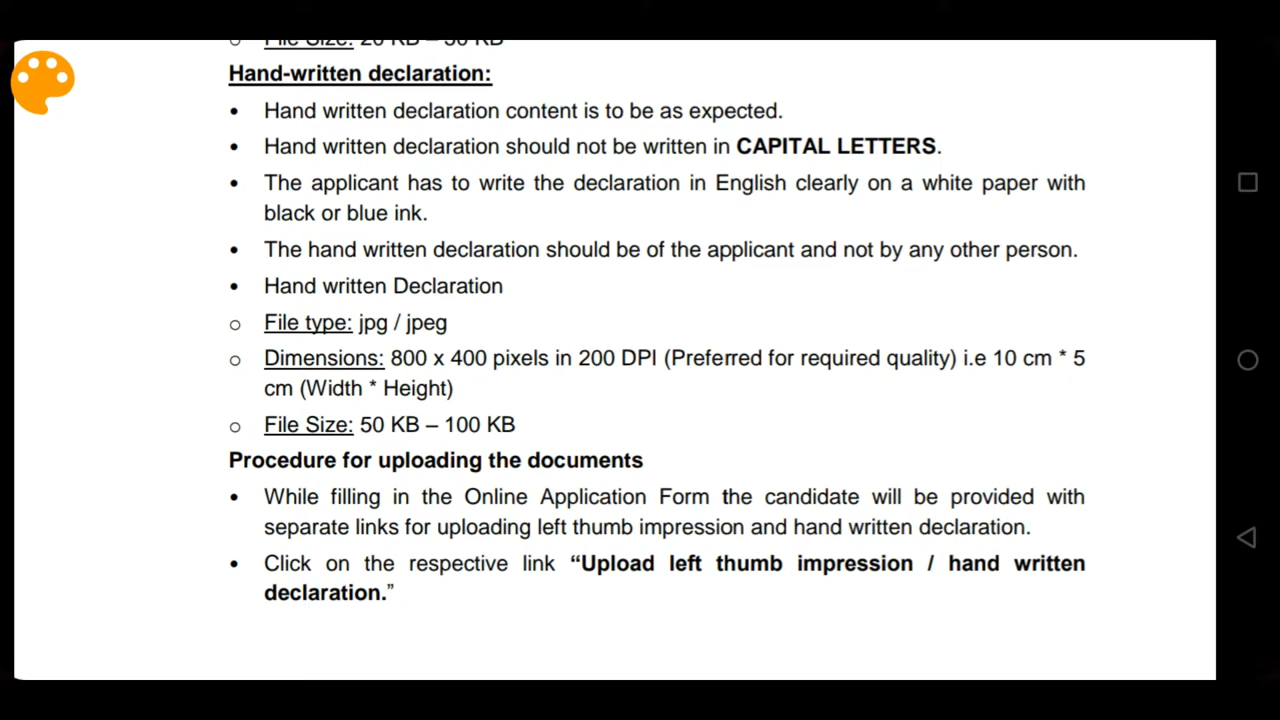 o File Size: 20 KB – 50 KB
Hand-written declaration:
• Hand written declaration content is to be as expected.
• Hand written declaration should not be written in CAPITAL LETTERS.
• The applicant has to write the declaration in English clearly on a white paper with
black or blue ink.
• The hand written declaration should be of the applicant and not by any other person.
• Hand written Declaration
o File type: jpg / jpeg
o Dimensions: 800 x 400 pixels in 200 DPI (Preferred for required quality) i.e 10 cm * 5
cm (Width * Height)
o File Size: 50 KB – 100 KB
Procedure for uploading the documents
• While filling in the Online Application Form the candidate will be provided with
separate links for uploading left thumb impression and hand written declaration.
• Click on the respective link “Upload left thumb impression / hand written
declaration.”